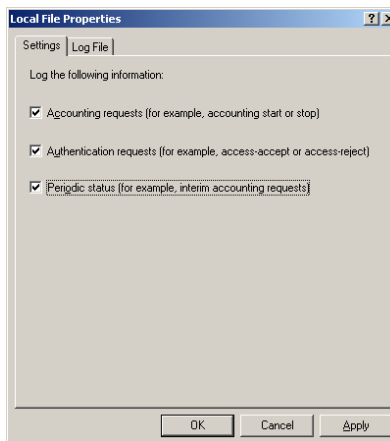 Local File Properties
Settings
Log File
Log the following information:
Accounting requests (for example, accounting start or stop)
Authentication requests (for example, access-accept or access-reject)
Periodic status (for example, interim accounting requests)
OK
Cancel
Apply